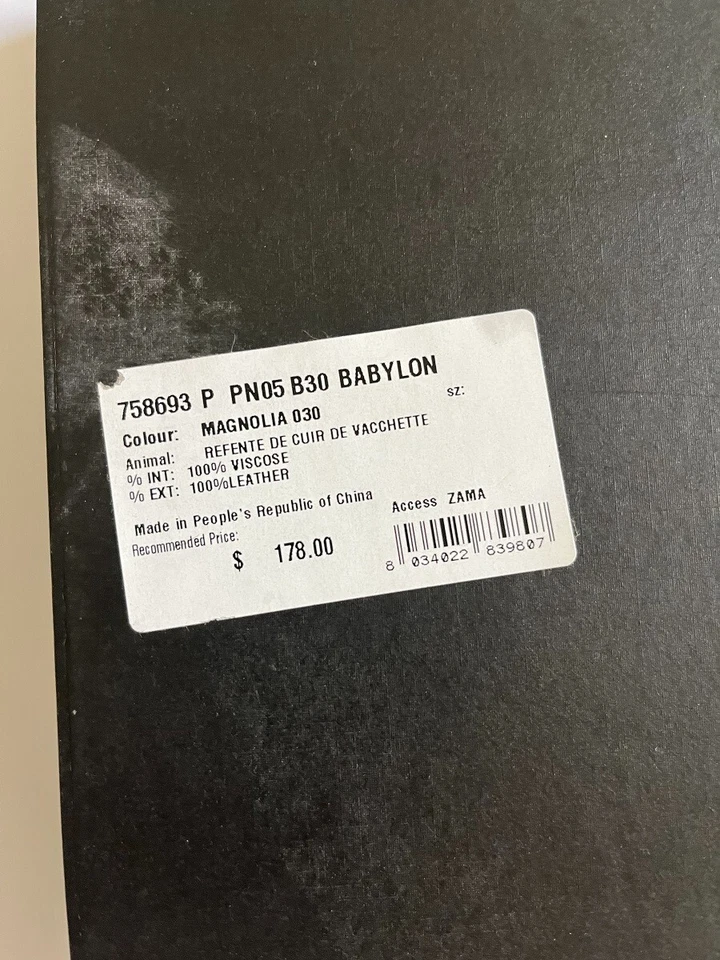 758693 P PN05 B30 BABYLON
sz:
Colour: MAGNOLIA 030
Animal: REFENTE DE CUIR DE VACCHETTE
% INT: 100% VISCOSE
% EXT: 100%LEATHER
Made in People's Republic of China
Access ZAMA
Recommended Price:
$ 178.00
8 034022 839807